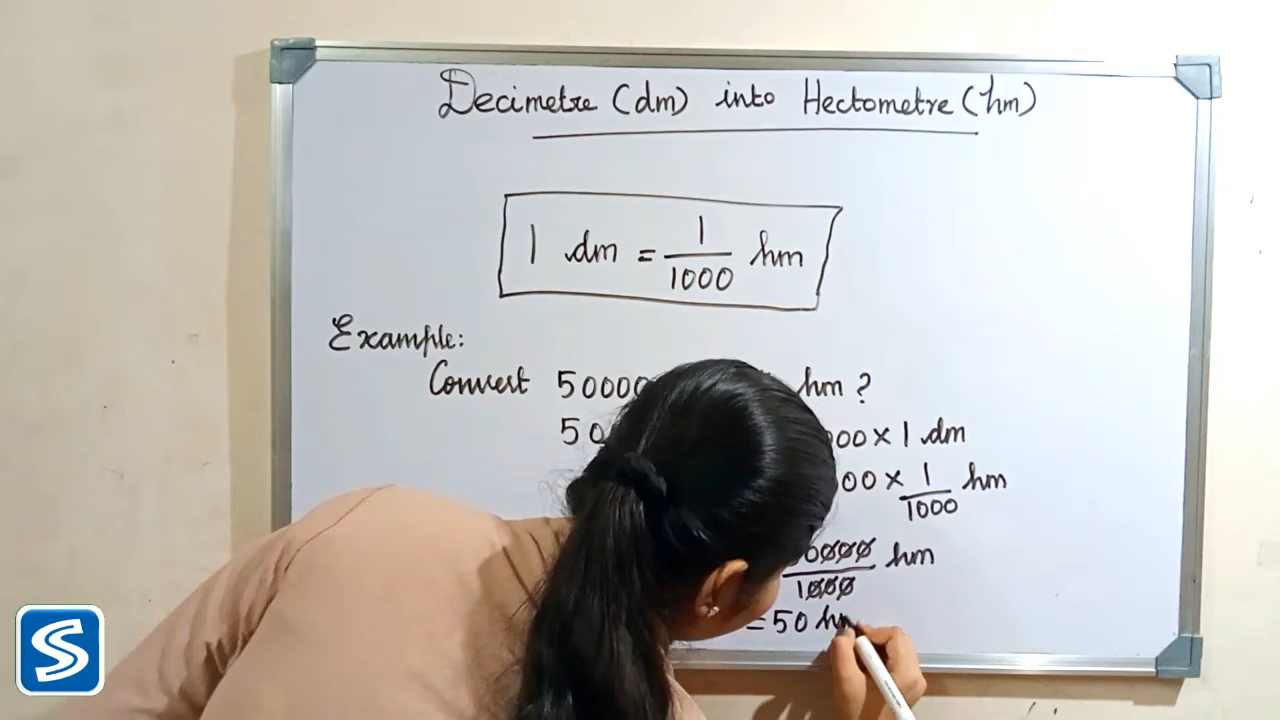 Decimetre (dm) into Hectometre (hm)
1 dm = 1/1000 hm
Example:
Convert 50000 hm ?
50 000 × 1 dm
00 × 1/1000 hm
0000 / 1000 hm
= 50 hm
S